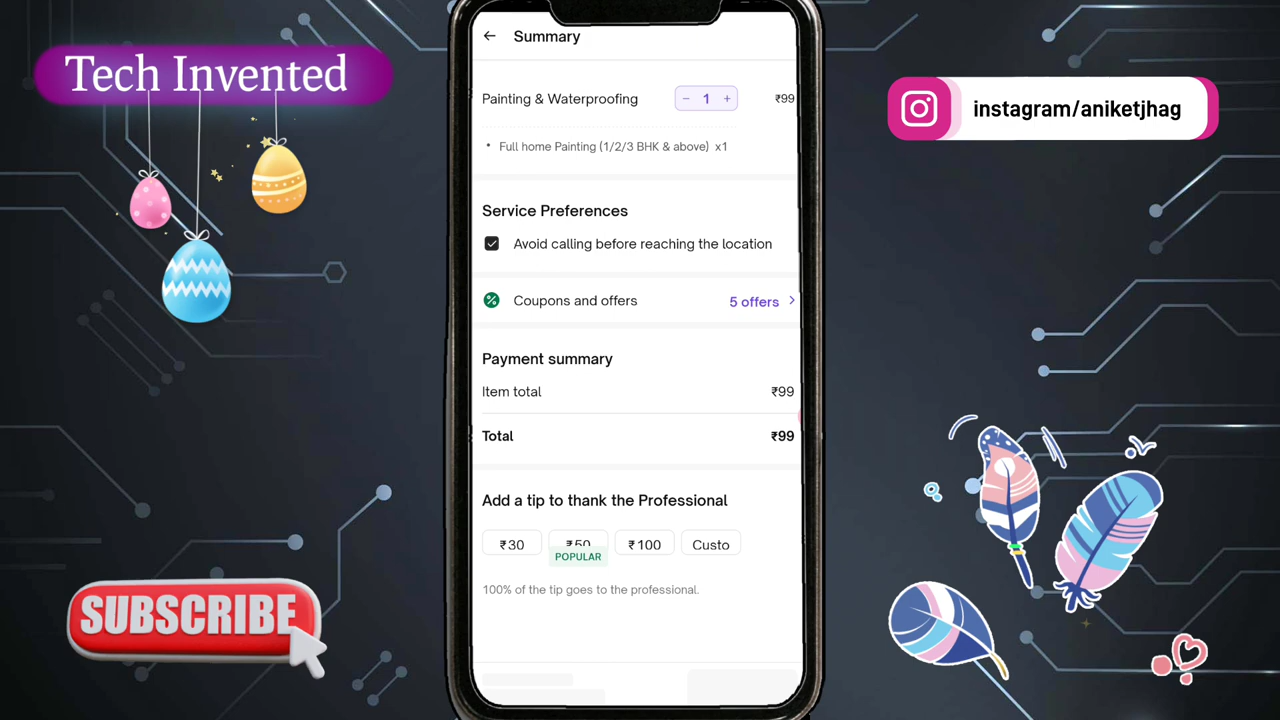 Tech Invented
instagram/aniketjhag
SUBSCRIBE
Summary
Painting & Waterproofing − 1 + ₹99
• Full home Painting (1/2/3 BHK & above) x1
Service Preferences
Avoid calling before reaching the location
Coupons and offers 5 offers >
Payment summary
Item total ₹99
Total ₹99
Add a tip to thank the Professional
₹30 ₹50 ₹100 Custo
POPULAR
100% of the tip goes to the professional.